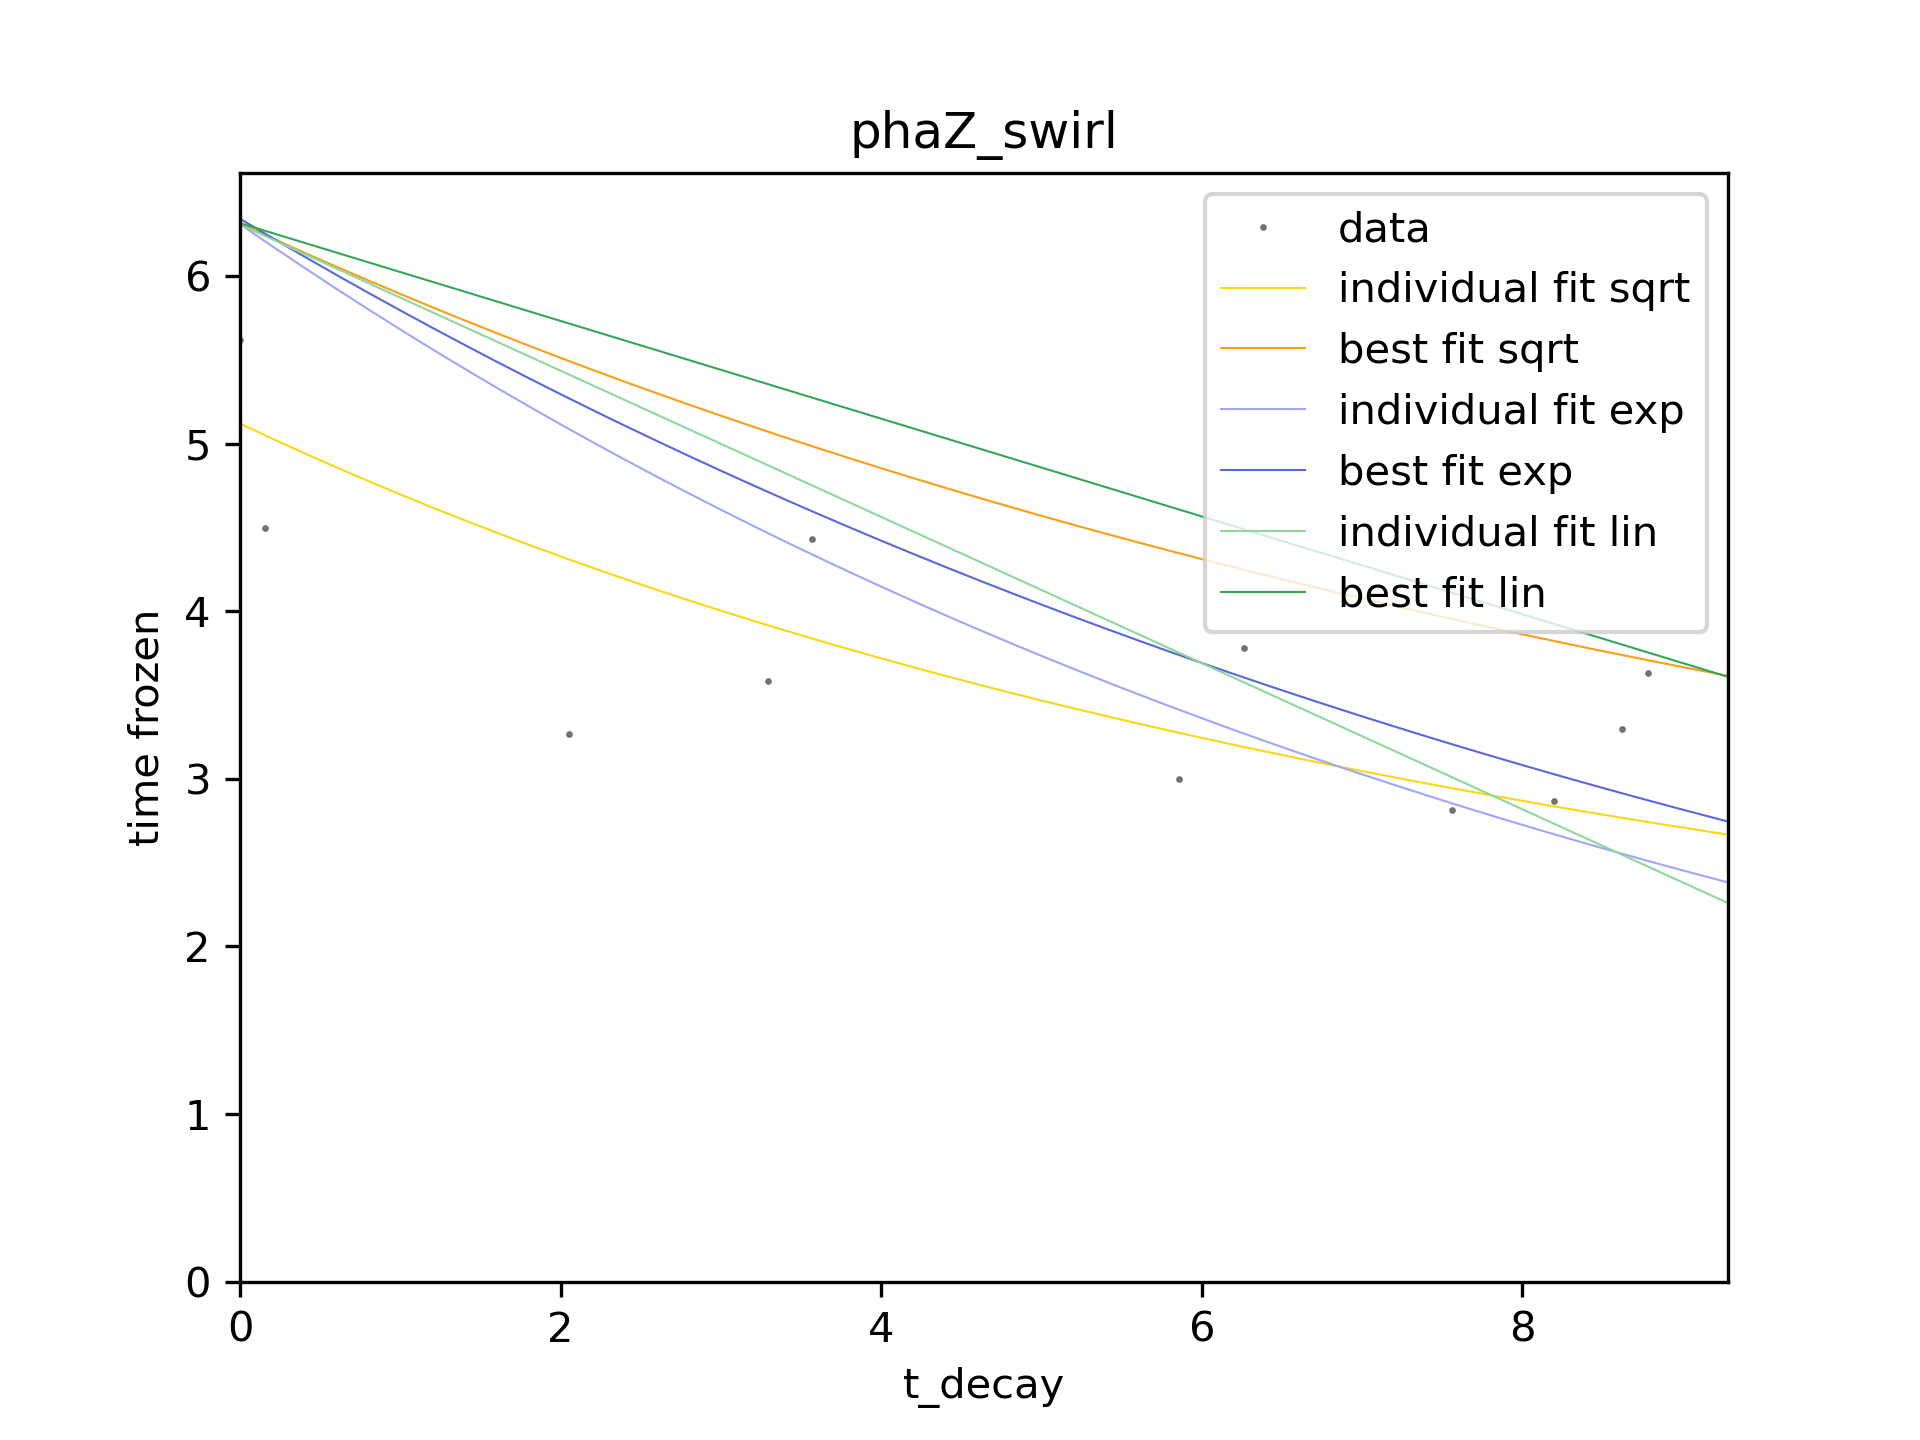 phaZ_swirl
data
individual fit sqrt
best fit sqrt
individual fit exp
best fit exp
individual fit lin
best fit lin
time frozen
6
5
4
3
2
1
0
0 2 4 6 8
t_decay